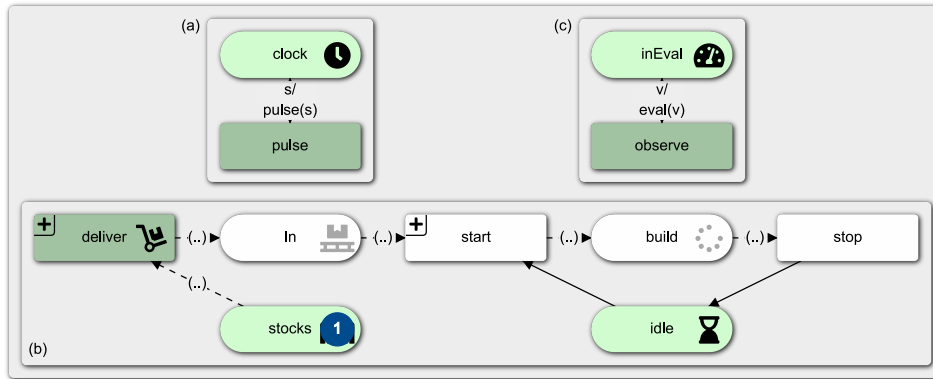 (a)
clock
s/
pulse(s)
pulse
(c)
inEval
v/
eval(v)
observe
deliver
(..)
In
(..)
start
(..)
build
(..)
stop
(..)
stocks
1
idle
(b)